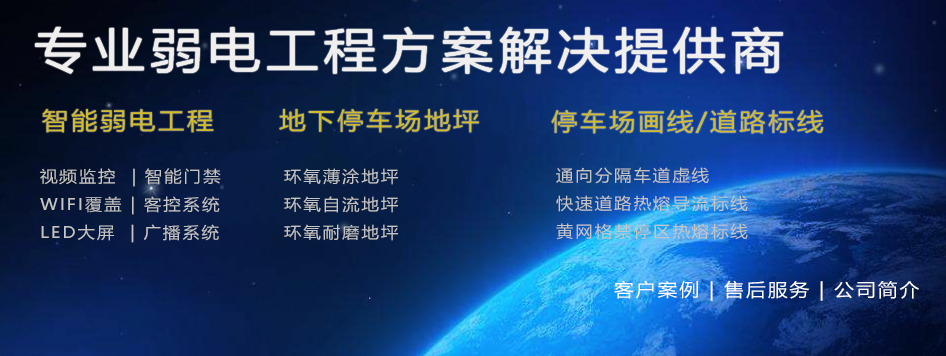 专业弱电工程方案解决提供商
智能弱电工程
视频监控 | 智能门禁
WIFI覆盖 | 客控系统
LED大屏 | 广播系统
地下停车场地坪
环氧薄涂地坪
环氧自流地坪
环氧耐磨地坪
停车场画线/道路标线
通向分隔车道虚线
快速道路热熔导流标线
黄网格禁停区热熔标线
客户案例 | 售后服务 | 公司简介